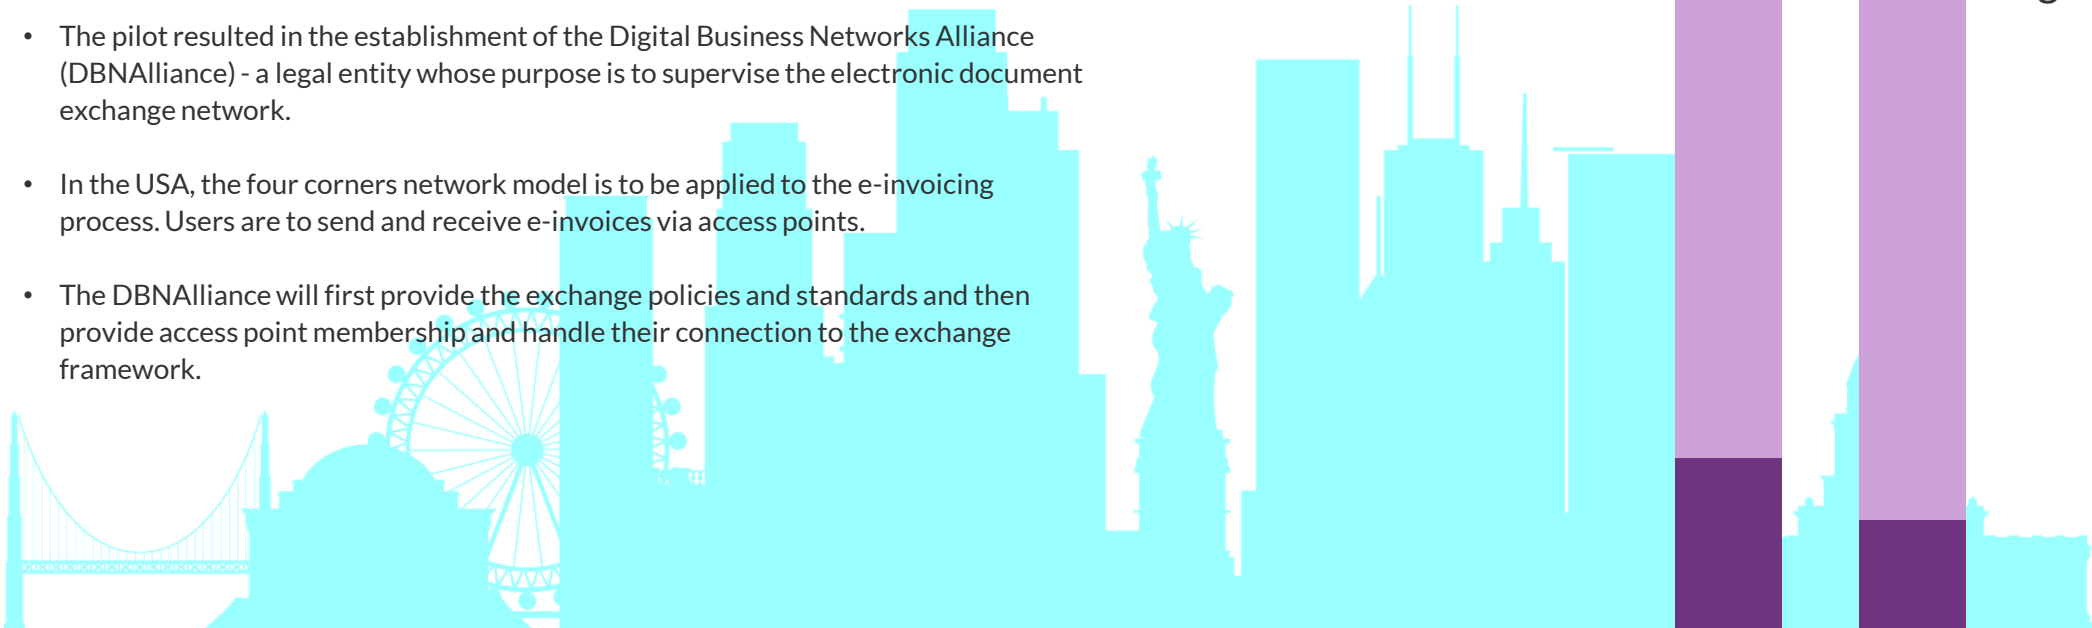 • The pilot resulted in the establishment of the Digital Business Networks Alliance
(DBNAlliance) - a legal entity whose purpose is to supervise the electronic document
exchange network.
• In the USA, the four corners network model is to be applied to the e-invoicing
process. Users are to send and receive e-invoices via access points.
• The DBNAlliance will first provide the exchange policies and standards and then
provide access point membership and handle their connection to the exchange
framework.